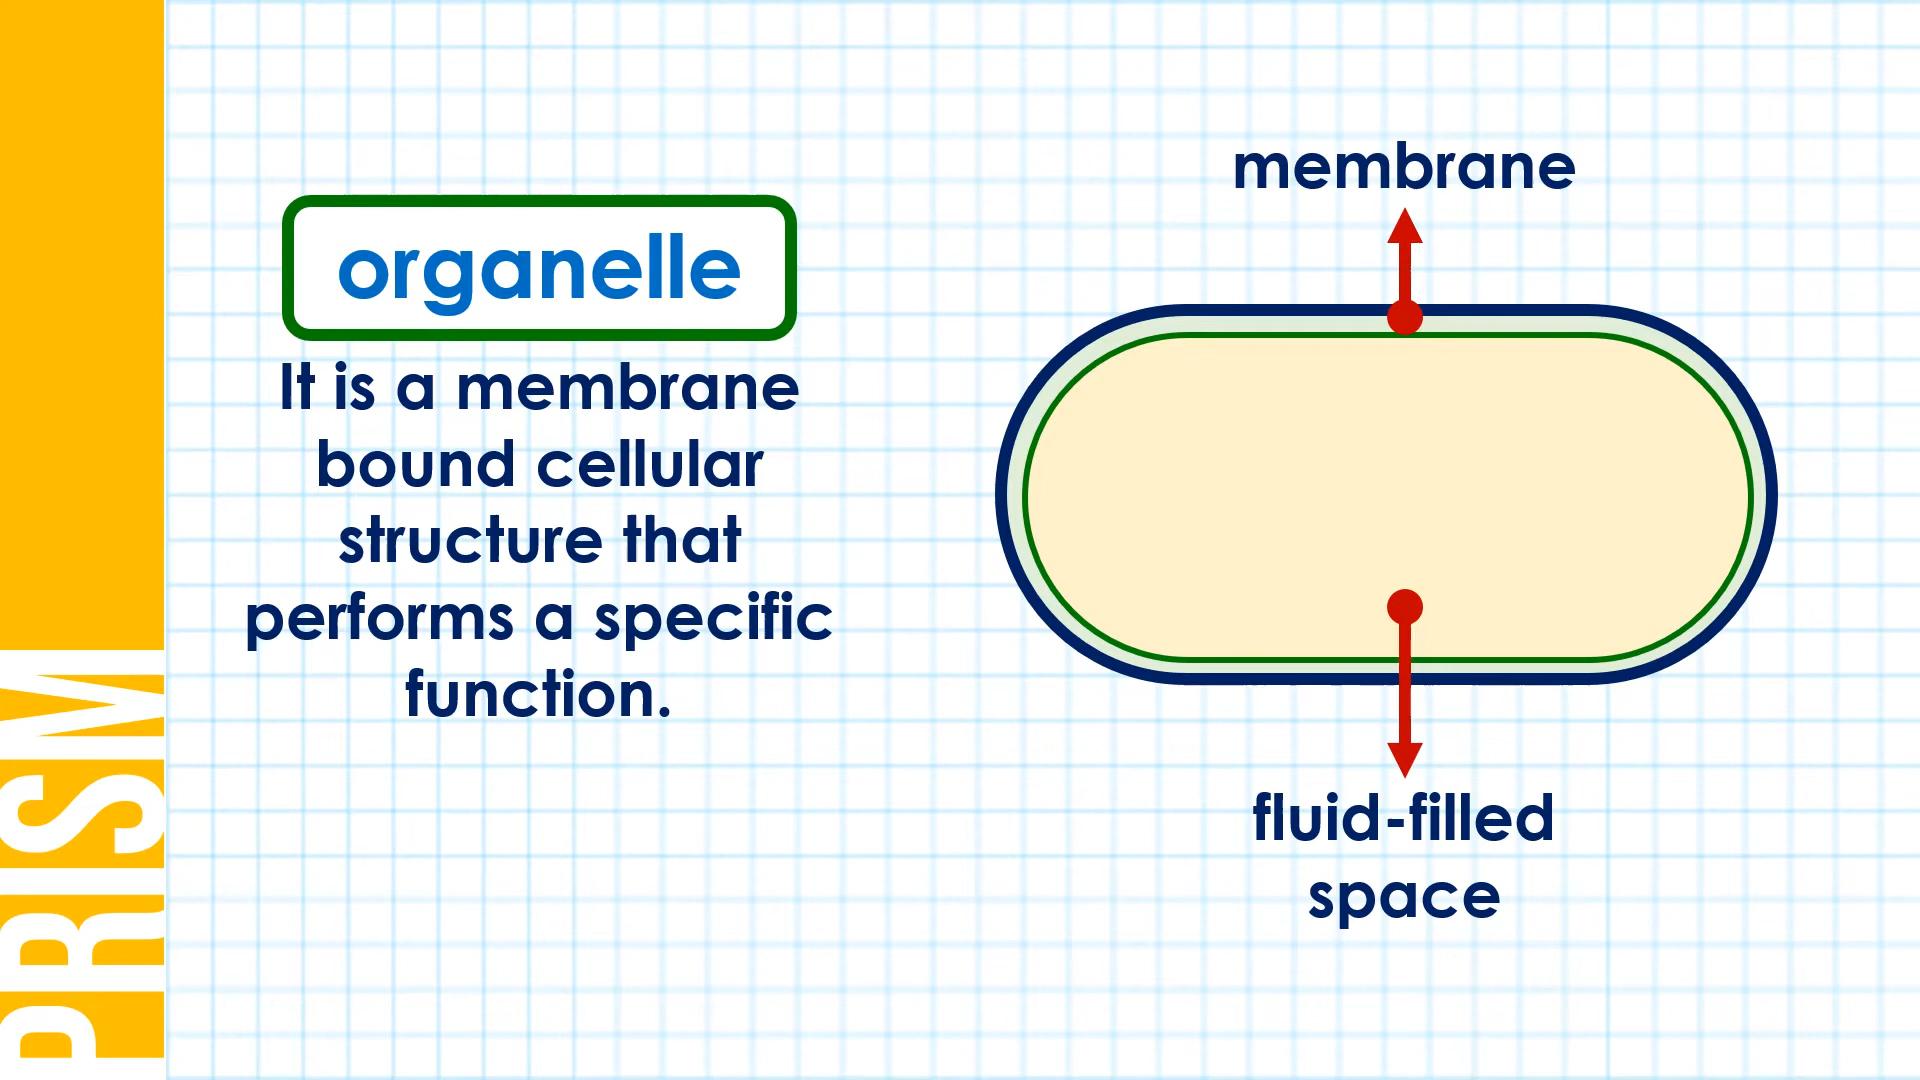 organelle
It is a membrane
bound cellular
structure that
performs a specific
function.
membrane
fluid-filled
space
PRISM